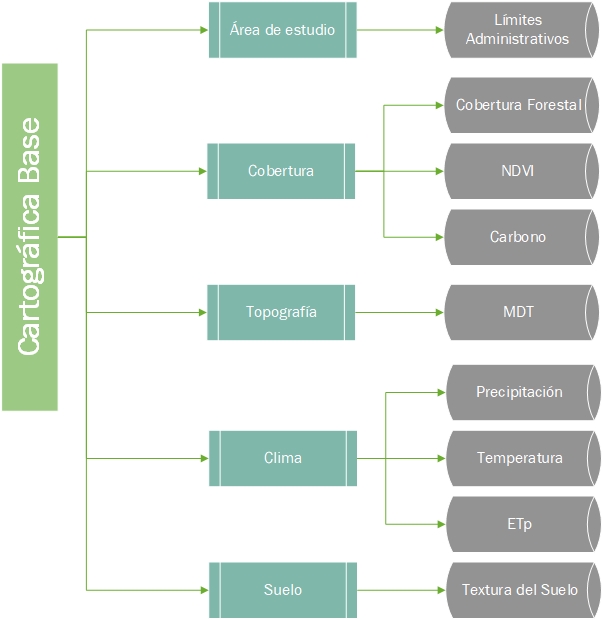 Cartográfica Base
Área de estudio
Límites
Administrativos
Cobertura
Cobertura Forestal
NDVI
Carbono
Topografía
MDT
Clima
Precipitación
Temperatura
ETp
Suelo
Textura del Suelo